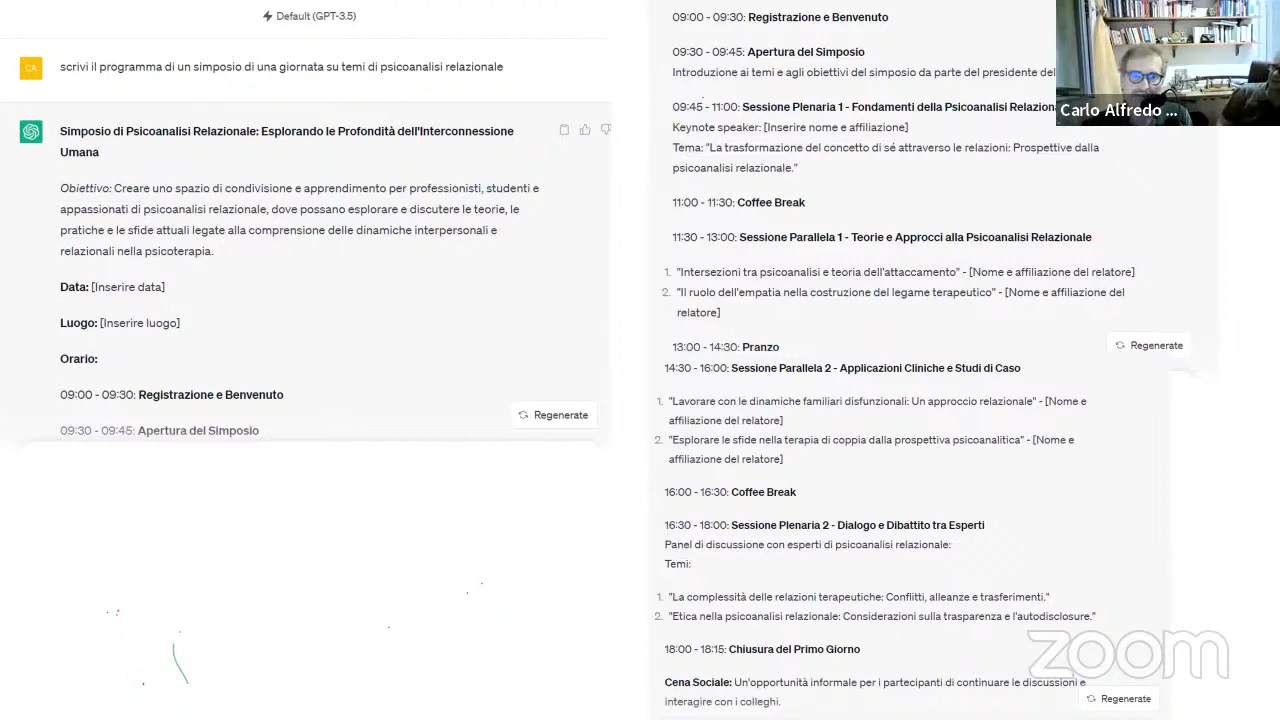 Default (GPT-3.5)
CA
scrivi il programma di un simposio di una giornata su temi di psicoanalisi relazionale
Simposio di Psicoanalisi Relazionale: Esplorando le Profondità dell'Interconnessione
Umana
Obiettivo: Creare uno spazio di condivisione e apprendimento per professionisti, studenti e
appassionati di psicoanalisi relazionale, dove possano esplorare e discutere le teorie, le
pratiche e le sfide attuali legate alla comprensione delle dinamiche interpersonali e
relazionali nella psicoterapia.
Data: [Inserire data]
Luogo: [Inserire luogo]
Orario:
09:00 - 09:30: Registrazione e Benvenuto
Regenerate
09:30 - 09:45: Apertura del Simposio
09:00 - 09:30: Registrazione e Benvenuto
09:30 - 09:45: Apertura del Simposio
Introduzione ai temi e agli obiettivi del simposio da parte del presidente del
09:45 - 11:00: Sessione Plenaria 1 - Fondamenti della Psicoanalisi Relazion
Keynote speaker: [Inserire nome e affiliazione]
Tema: "La trasformazione del concetto di sé attraverso le relazioni: Prospettive dalla
psicoanalisi relazionale."
11:00 - 11:30: Coffee Break
11:30 - 13:00: Sessione Parallela 1 - Teorie e Approcci alla Psicoanalisi Relazionale
1. "Intersezioni tra psicoanalisi e teoria dell'attaccamento" - [Nome e affiliazione del relatore]
2. "Il ruolo dell'empatia nella costruzione del legame terapeutico" - [Nome e affiliazione del
relatore]
13:00 - 14:30: Pranzo
Regenerate
14:30 - 16:00: Sessione Parallela 2 - Applicazioni Cliniche e Studi di Caso
1. "Lavorare con le dinamiche familiari disfunzionali: Un approccio relazionale" - [Nome e
affiliazione del relatore]
2. "Esplorare le sfide nella terapia di coppia dalla prospettiva psicoanalitica" - [Nome e
affiliazione del relatore]
16:00 - 16:30: Coffee Break
16:30 - 18:00: Sessione Plenaria 2 - Dialogo e Dibattito tra Esperti
Panel di discussione con esperti di psicoanalisi relazionale:
Temi:
1. "La complessità delle relazioni terapeutiche: Conflitti, alleanze e trasferimenti."
2. "Etica nella psicoanalisi relazionale: Considerazioni sulla trasparenza e l'autodisclosure."
18:00 - 18:15: Chiusura del Primo Giorno
Cena Sociale: Un'opportunità informale per i partecipanti di continuare le discussioni e
interagire con i colleghi.
Regenerate
Carlo Alfredo ...
zoom